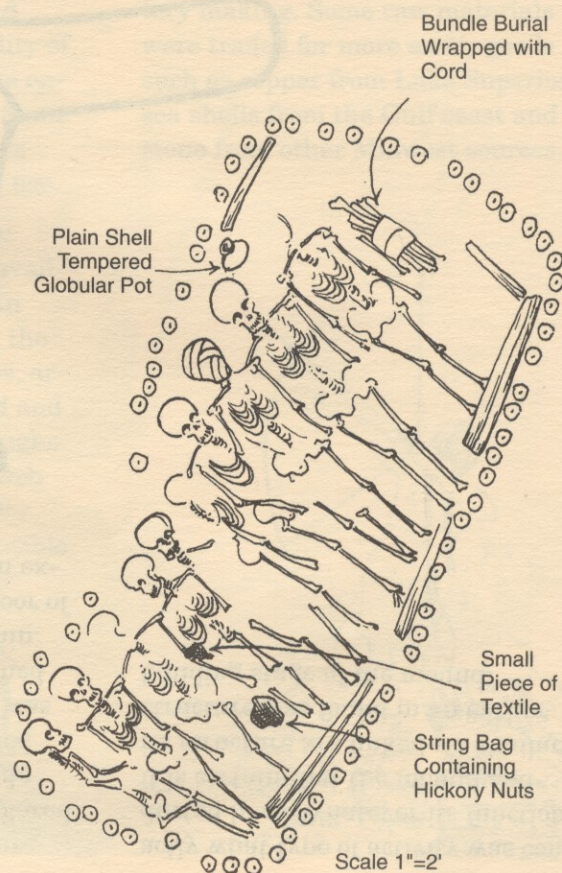 Bundle Burial
Wrapped with
Cord
Plain Shell
Tempered
Globular Pot
Small
Piece of
Textile
String Bag
Containing
Hickory Nuts
Scale 1"=2'